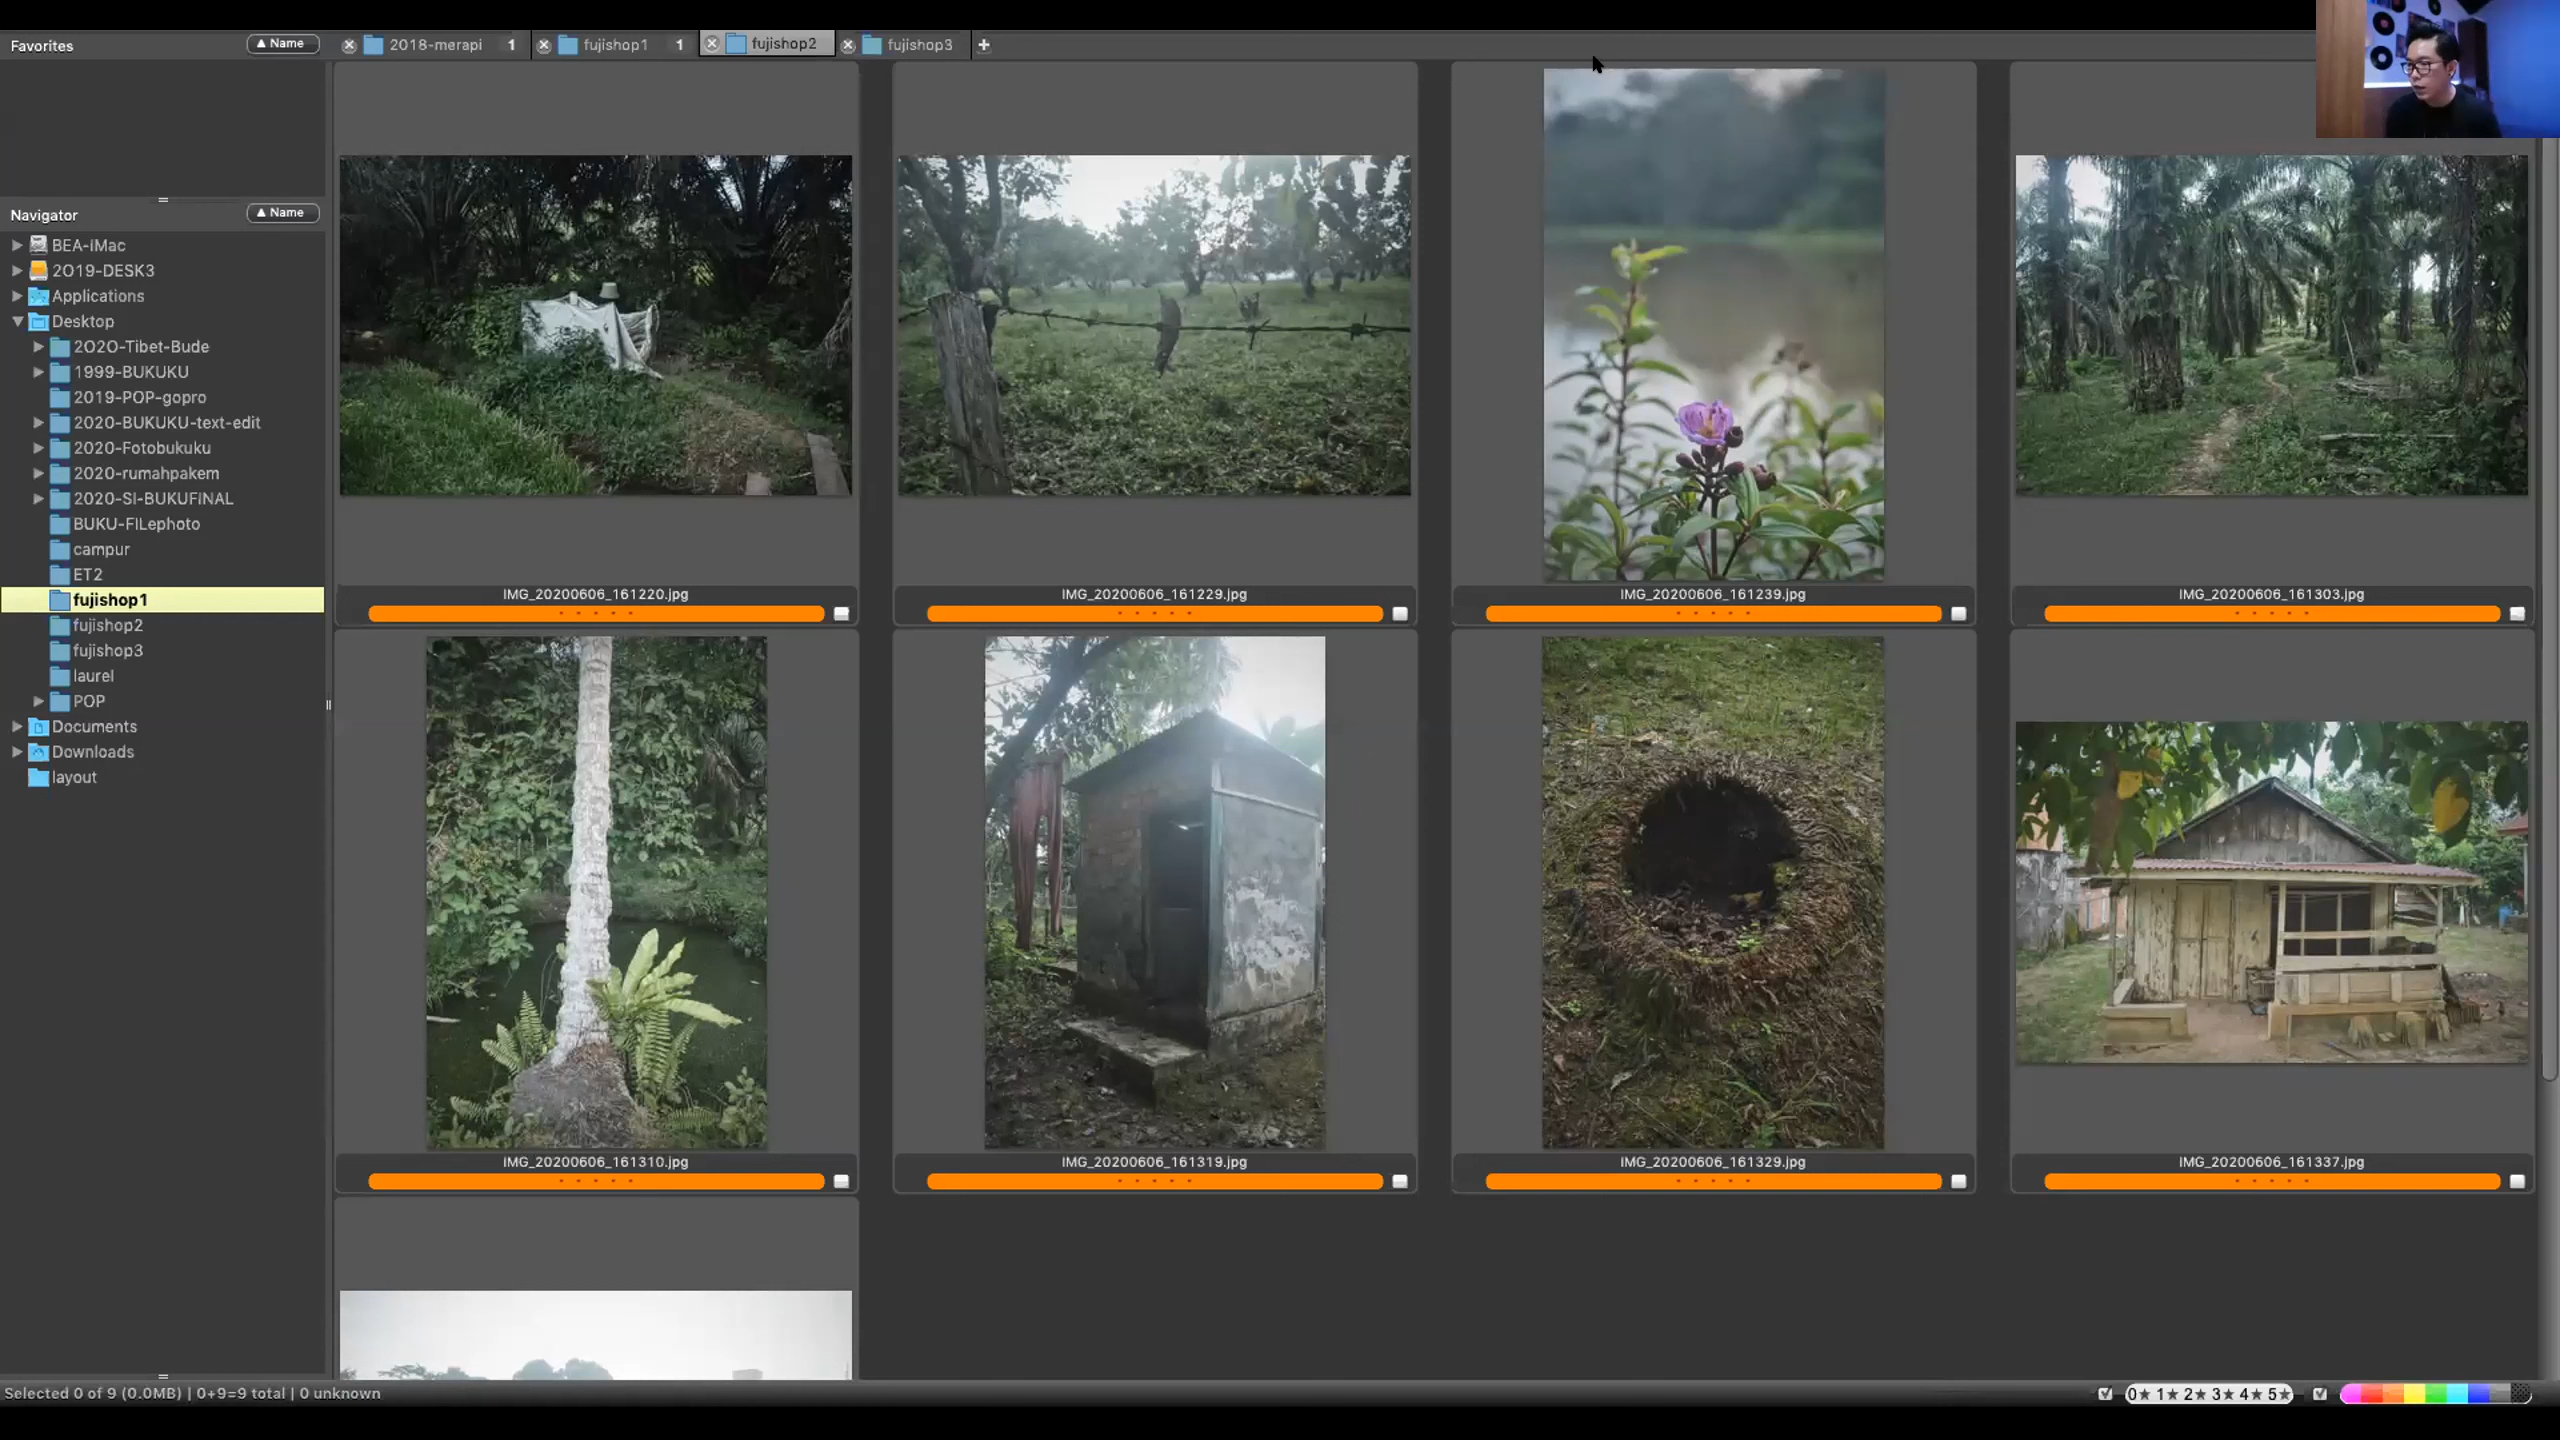 Favorites
▲ Name
2018-merapi 1
fujishop1 1
fujishop2
fujishop3
+
Navigator
▲ Name
BEA-iMac
2019-DESK3
Applications
Desktop
2020-Tibet-Bude
1999-BUKUKU
2019-POP-gopro
2020-BUKUKU-text-edit
2020-Fotobukuku
2020-rumahpakem
2020-SI-BUKUFINAL
BUKU-FILephoto
campur
ET2
fujishop1
fujishop2
fujishop3
laurel
POP
Documents
Downloads
layout
IMG_20200606_161220.jpg
IMG_20200606_161229.jpg
IMG_20200606_161239.jpg
IMG_20200606_161303.jpg
IMG_20200606_161310.jpg
IMG_20200606_161319.jpg
IMG_20200606_161329.jpg
IMG_20200606_161337.jpg
Selected 0 of 9 (0.0MB) | 0+9=9 total | 0 unknown
0★ 1★ 2★ 3★ 4★ 5★